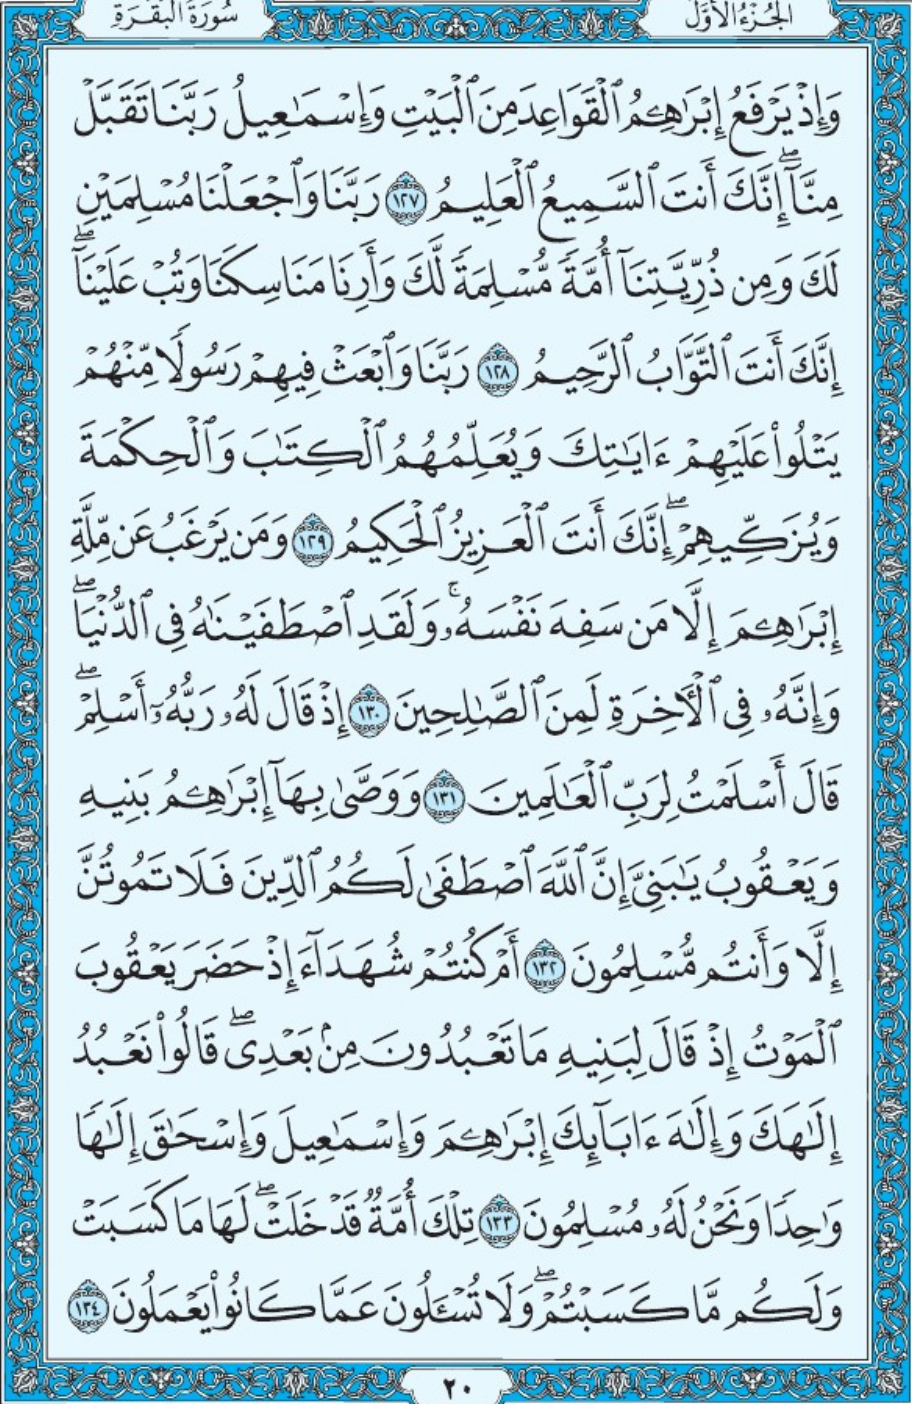 سُورَةُ الْبَقَرَةِ
الجُزْءُ الأَوَّلُ
وَإِذْ يَرْفَعُ إِبْرَٰهِـۧمُ ٱلْقَوَاعِدَ مِنَ ٱلْبَيْتِ وَإِسْمَـٰعِيلُ رَبَّنَا تَقَبَّلْ
مِنَّآ ۖ إِنَّكَ أَنتَ ٱلسَّمِيعُ ٱلْعَلِيمُ ١٢٧ رَبَّنَا وَٱجْعَلْنَا مُسْلِمَيْنِ
لَكَ وَمِن ذُرِّيَّتِنَآ أُمَّةً مُّسْلِمَةً لَّكَ وَأَرِنَا مَنَاسِكَنَا وَتُبْ عَلَيْنَآ ۖ
إِنَّكَ أَنتَ ٱلتَّوَّابُ ٱلرَّحِيمُ ١٢٨ رَبَّنَا وَٱبْعَثْ فِيهِمْ رَسُولًا مِّنْهُمْ
يَتْلُوا۟ عَلَيْهِمْ ءَايَـٰتِكَ وَيُعَلِّمُهُمُ ٱلْكِتَـٰبَ وَٱلْحِكْمَةَ
وَيُزَكِّيهِمْ ۖ إِنَّكَ أَنتَ ٱلْعَزِيزُ ٱلْحَكِيمُ ١٢٩ وَمَن يَرْغَبُ عَن مِّلَّةِ
إِبْرَٰهِـۧمَ إِلَّا مَن سَفِهَ نَفْسَهُۥ ۚ وَلَقَدِ ٱصْطَفَيْنَـٰهُ فِى ٱلدُّنْيَا ۖ
وَإِنَّهُۥ فِى ٱلْـَٔاخِرَةِ لَمِنَ ٱلصَّـٰلِحِينَ ١٣٠ إِذْ قَالَ لَهُۥ رَبُّهُۥٓ أَسْلِمْ ۖ
قَالَ أَسْلَمْتُ لِرَبِّ ٱلْعَـٰلَمِينَ ١٣١ وَوَصَّىٰ بِهَآ إِبْرَٰهِـۧمُ بَنِيهِ
وَيَعْقُوبُ يَـٰبَنِىَّ إِنَّ ٱللَّهَ ٱصْطَفَىٰ لَكُمُ ٱلدِّينَ فَلَا تَمُوتُنَّ
إِلَّا وَأَنتُم مُّسْلِمُونَ ١٣٢ أَمْ كُنتُمْ شُهَدَآءَ إِذْ حَضَرَ يَعْقُوبَ
ٱلْمَوْتُ إِذْ قَالَ لِبَنِيهِ مَا تَعْبُدُونَ مِنۢ بَعْدِى ۖ قَالُوا۟ نَعْبُدُ
إِلَـٰهَكَ وَإِلَـٰهَ ءَابَآئِكَ إِبْرَٰهِـۧمَ وَإِسْمَـٰعِيلَ وَإِسْحَـٰقَ إِلَـٰهًا
وَٰحِدًا وَنَحْنُ لَهُۥ مُسْلِمُونَ ١٣٣ تِلْكَ أُمَّةٌ قَدْ خَلَتْ ۖ لَهَا مَا كَسَبَتْ
وَلَكُم مَّا كَسَبْتُمْ ۖ وَلَا تُسْـَٔلُونَ عَمَّا كَانُوا۟ يَعْمَلُونَ ١٣٤
٢٠